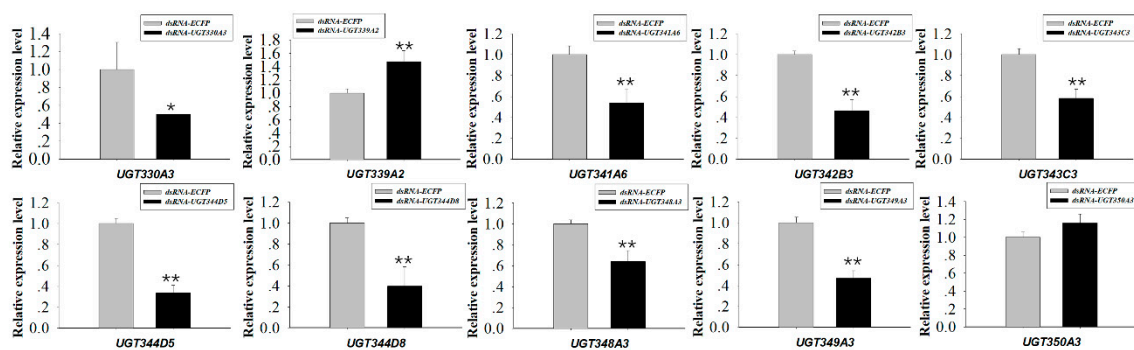 Relative expression level
1.4
1.2
1.0
.8
.6
.4
.2
0.0
dsRNA-ECFP
dsRNA-UGT330A3
*
UGT330A3
Relative expression level
1.8
1.6
1.4
1.2
1.0
.8
.6
.4
.2
0.0
dsRNA-ECFP
dsRNA-UGT339A2
**
UGT339A2
Relative expression level
1.2
1.0
.8
.6
.4
.2
0.0
dsRNA-ECFP
dsRNA-UGT341A6
**
UGT341A6
Relative expression level
1.2
1.0
.8
.6
.4
.2
0.0
dsRNA-ECFP
dsRNA-UGT342B3
**
UGT342B3
Relative expression level
1.2
1.0
.8
.6
.4
.2
0.0
dsRNA-ECFP
dsRNA-UGT343C3
**
UGT343C3
Relative expression level
1.2
1.0
.8
.6
.4
.2
0.0
dsRNA-ECFP
dsRNA-UGT344D5
**
UGT344D5
Relative expression level
1.2
1.0
.8
.6
.4
.2
0.0
dsRNA-ECFP
dsRNA-UGT344D8
**
UGT344D8
Relative expression level
1.2
1.0
.8
.6
.4
.2
0.0
dsRNA-ECFP
dsRNA-UGT348A3
**
UGT348A3
Relative expression level
1.2
1.0
.8
.6
.4
.2
0.0
dsRNA-ECFP
dsRNA-UGT349A3
**
UGT349A3
Relative expression level
1.4
1.2
1.0
.8
.6
.4
.2
0.0
dsRNA-ECFP
dsRNA-UGT350A3
UGT350A3